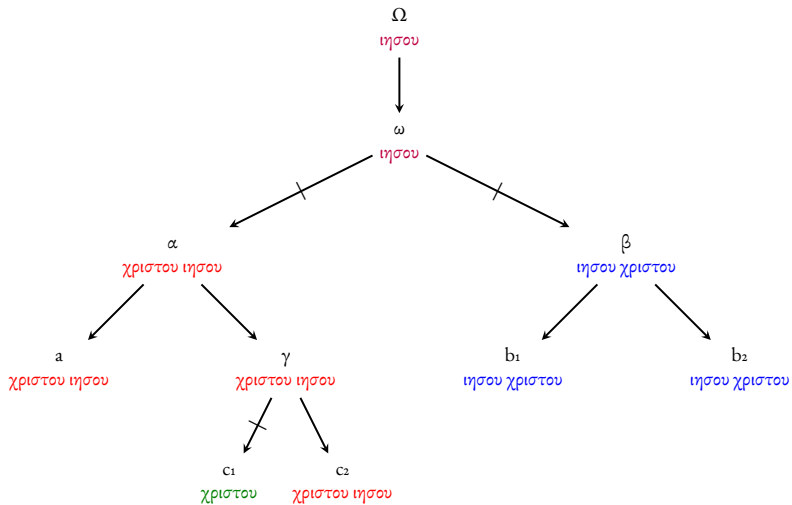 Ω
ιησου
ω
ιησου
α
χριστου ιησου
β
ιησου χριστου
a
χριστου ιησου
γ
χριστου ιησου
b1
ιησου χριστου
b2
ιησου χριστου
c1
χριστου
c2
χριστου ιησου